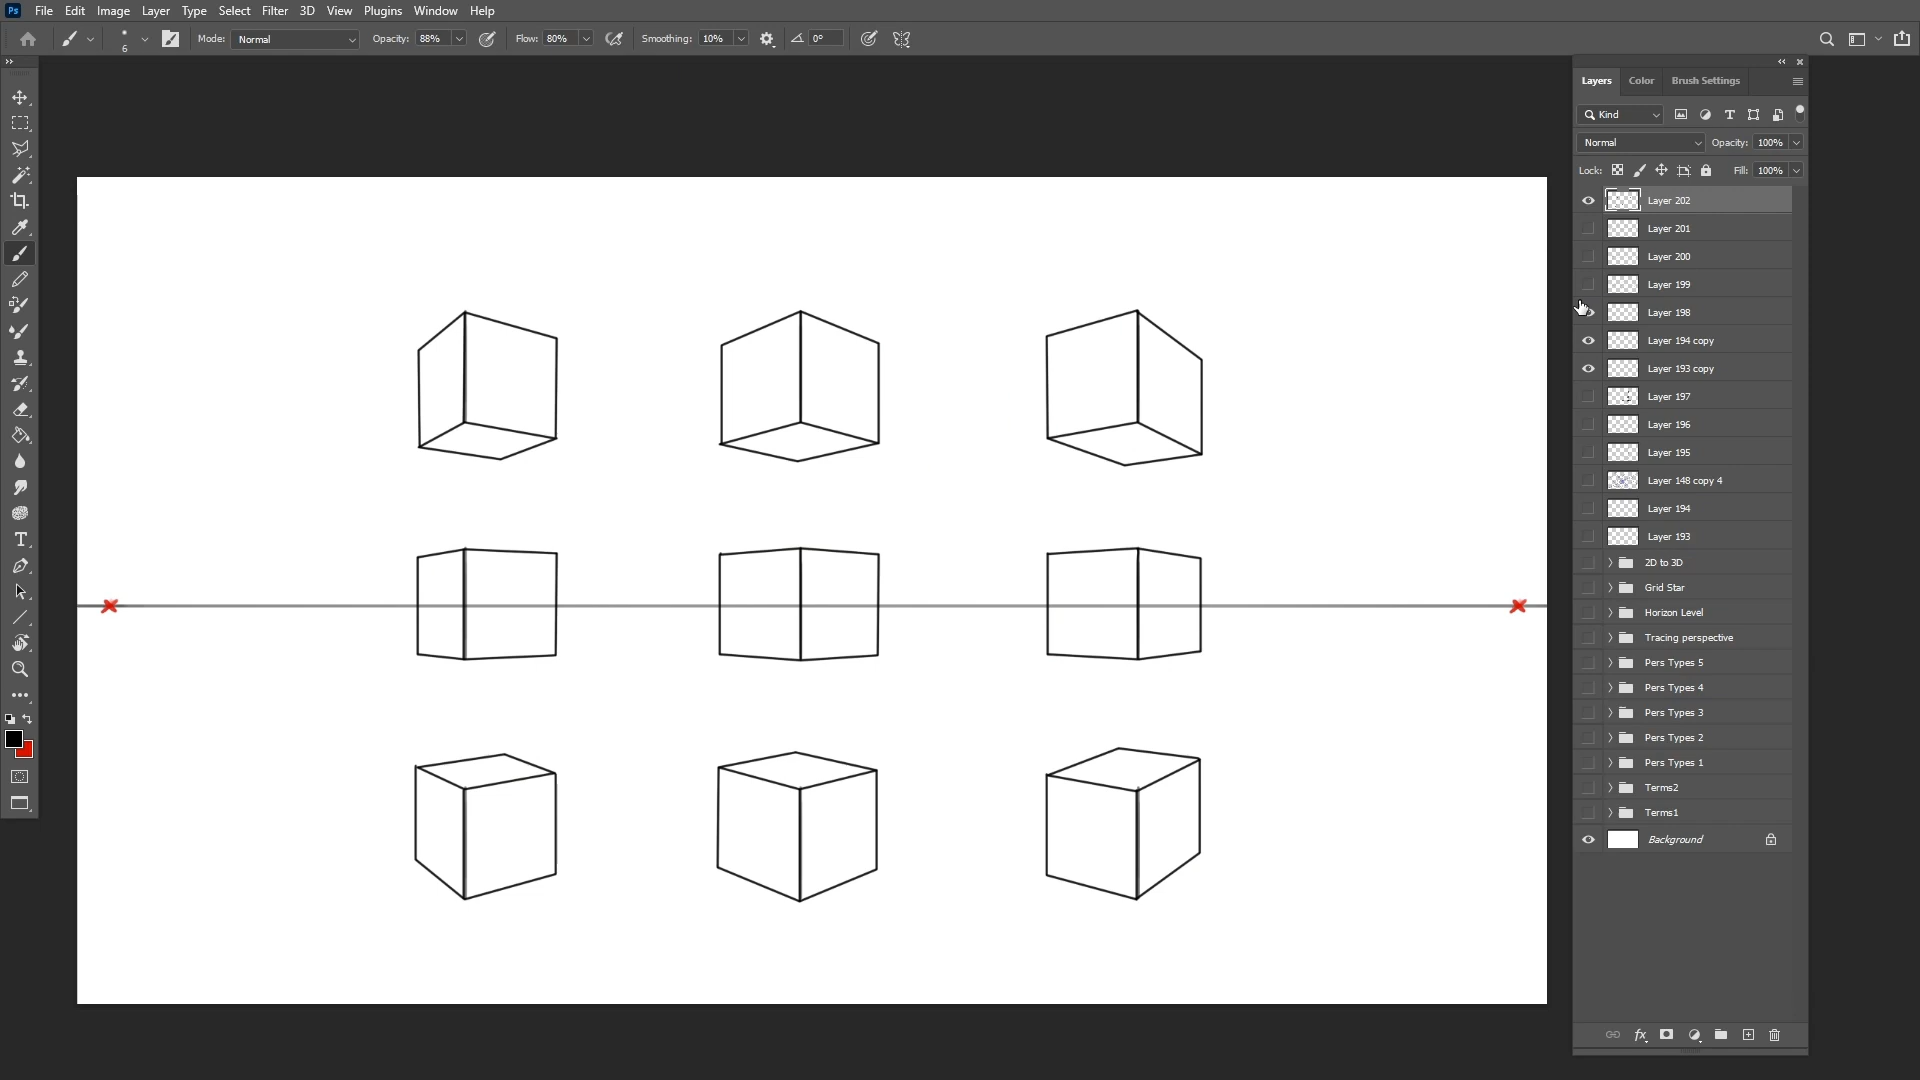 Ps File Edit Image Layer Type Select Filter 3D View Plugins Window Help
6 Mode: Normal Opacity: 88% Flow: 80% Smoothing: 10% 0°
Layers Color Brush Settings
Kind
Normal Opacity: 100%
Lock: Fill: 100%
Layer 202
Layer 201
Layer 200
Layer 199
Layer 198
Layer 194 copy
Layer 193 copy
Layer 197
Layer 196
Layer 195
Layer 148 copy 4
Layer 194
Layer 193
2D to 3D
Grid Star
Horizon Level
Tracing perspective
Pers Types 5
Pers Types 4
Pers Types 3
Pers Types 2
Pers Types 1
Terms2
Terms1
Background
fx